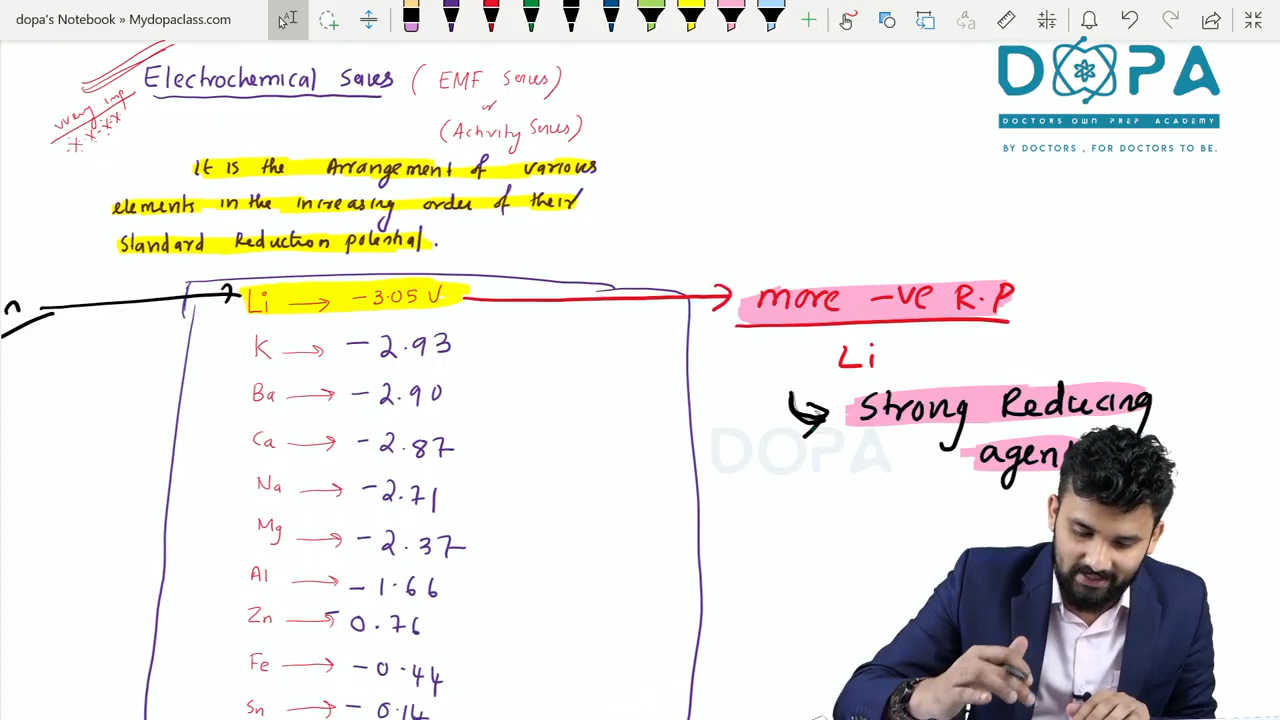 dopa's Notebook » Mydopaclass.com
Electrochemical Series ( EMF Series)
or
(Activity Series)
Very Imp
It is the Arrangement of various
elements in the increasing order of their
Standard Reduction potential.
DOPA
DOCTORS OWN PREP ACADEMY
BY DOCTORS , FOR DOCTORS TO BE.
n
Li → -3.05 V → more -ve R.P
Li
K → -2.93
Ba → -2.90
Strong Reducing
Ca → -2.87
agent
DOPA
Na → -2.71
Mg → -2.37
Al → -1.66
Zn → -0.76
Fe → -0.44
Sn → -0.14